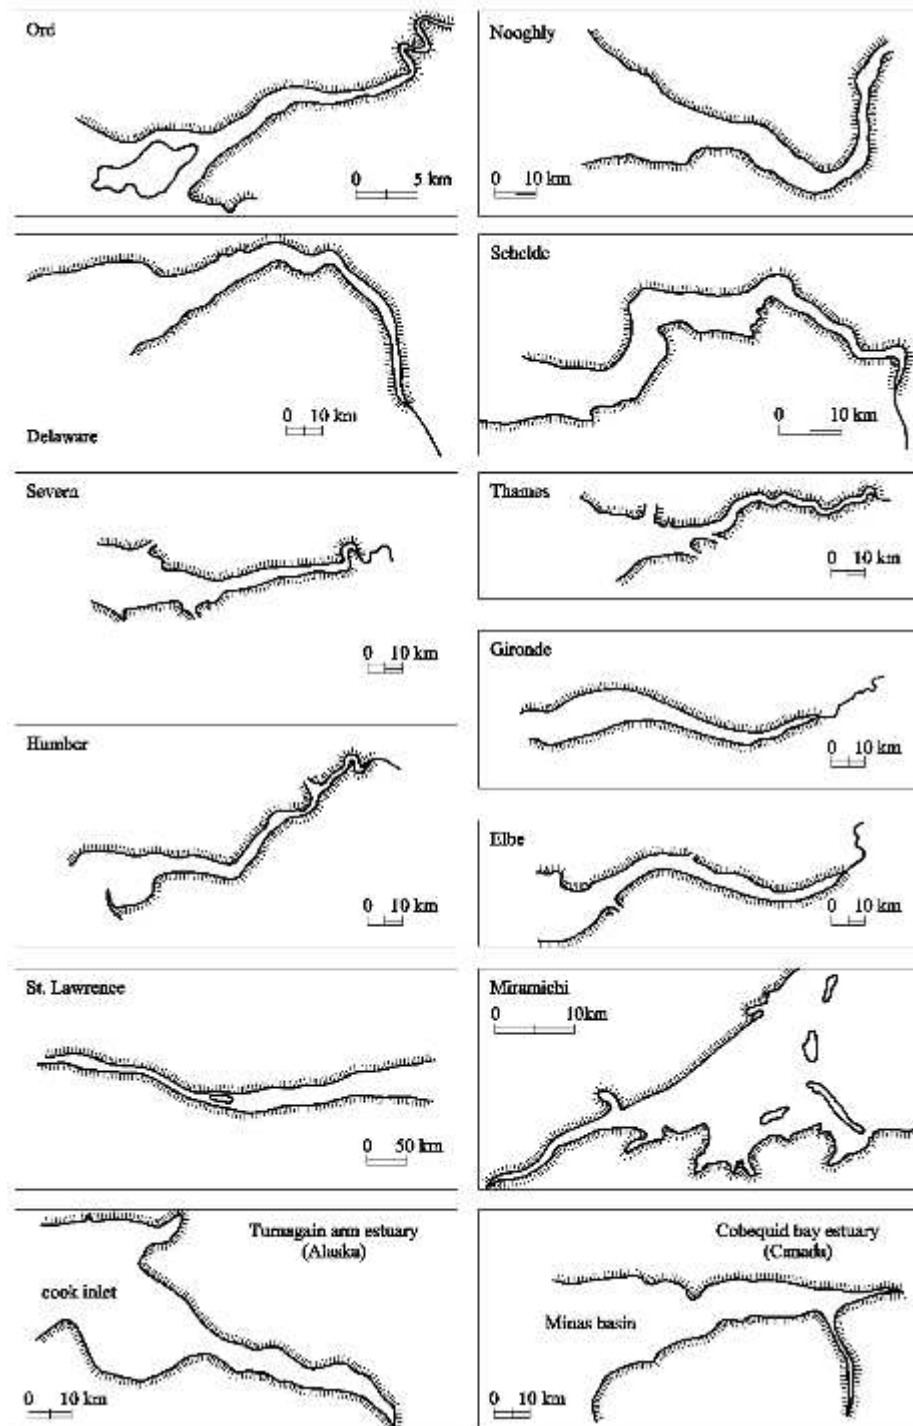 Ord
0 5 km
Nooghly
0 10 km
Delaware
0 10 km
Schelde
0 10 km
Severn
0 10 km
Thames
0 10 km
Gironde
0 10 km
Humber
0 10 km
Elbe
0 10 km
St. Lawrence
0 50 km
Miramichi
0 10km
Turnagain arm estuary
(Alaska)
cook inlet
0 10 km
Cobequid bay estuary
(Canada)
Minas basin
0 10 km